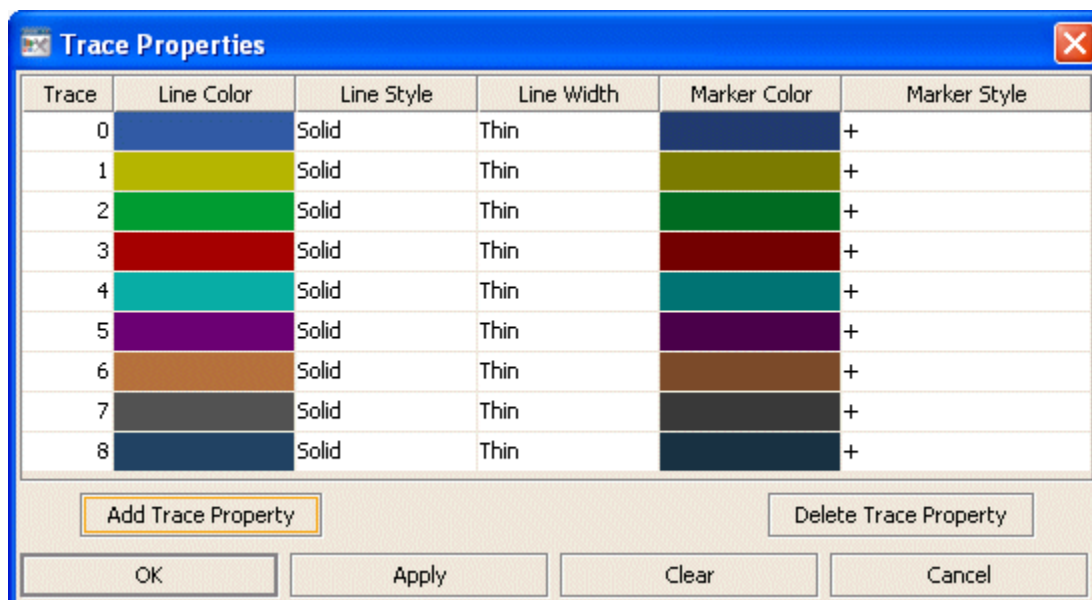 Trace Properties
Trace Line Color Line Style Line Width Marker Color Marker Style
0 Solid Thin +
1 Solid Thin +
2 Solid Thin +
3 Solid Thin +
4 Solid Thin +
5 Solid Thin +
6 Solid Thin +
7 Solid Thin +
8 Solid Thin +
Add Trace Property Delete Trace Property
OK Apply Clear Cancel